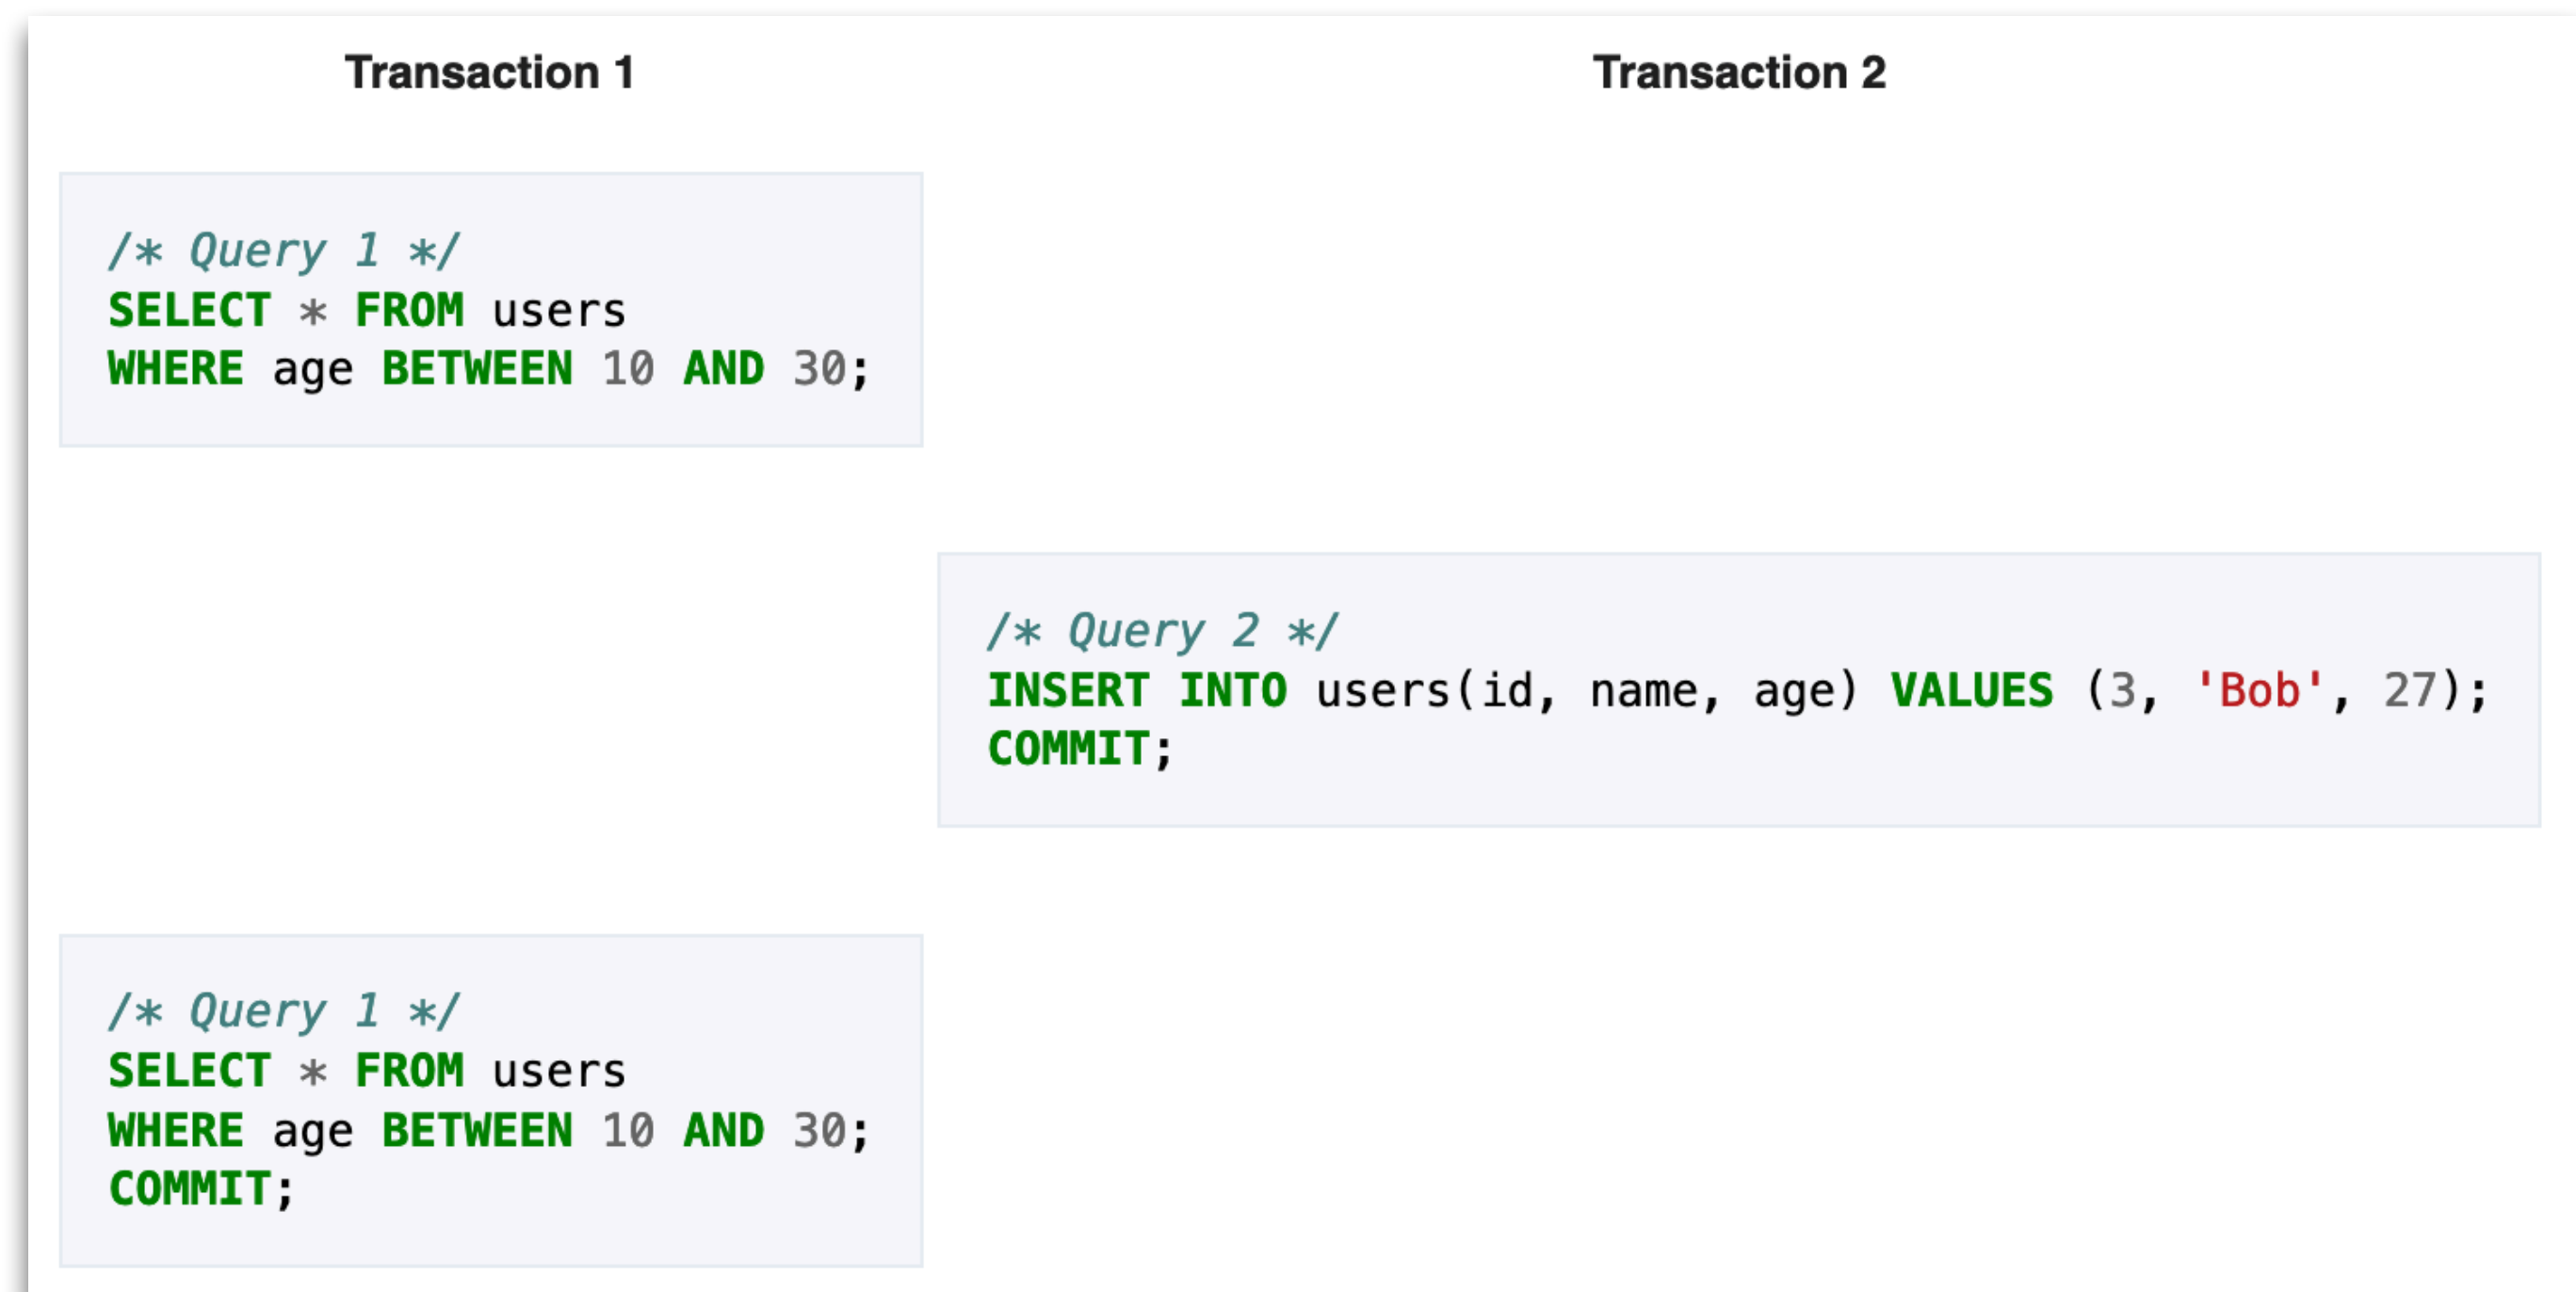 Transaction 1
Transaction 2
/* Query 1 */
SELECT * FROM users
WHERE age BETWEEN 10 AND 30;
/* Query 2 */
INSERT INTO users(id, name, age) VALUES (3, 'Bob', 27);
COMMIT;
/* Query 1 */
SELECT * FROM users
WHERE age BETWEEN 10 AND 30;
COMMIT;